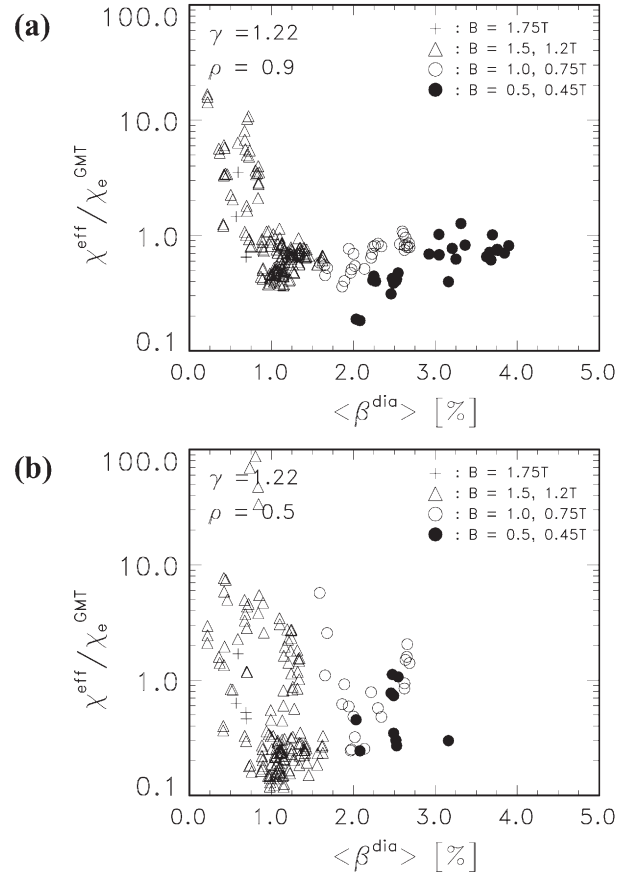 (a)
γ = 1.22
ρ = 0.9
+ : B = 1.75T
△ : B = 1.5, 1.2T
○ : B = 1.0, 0.75T
● : B = 0.5, 0.45T
100.0
10.0
1.0
0.1
χ^eff / χ_e^GMT
0.0 1.0 2.0 3.0 4.0 5.0
<β^dia> [%]
(b)
γ = 1.22
ρ = 0.5
+ : B = 1.75T
△ : B = 1.5, 1.2T
○ : B = 1.0, 0.75T
● : B = 0.5, 0.45T
100.0
10.0
1.0
0.1
χ^eff / χ_e^GMT
0.0 1.0 2.0 3.0 4.0 5.0
<β^dia> [%]